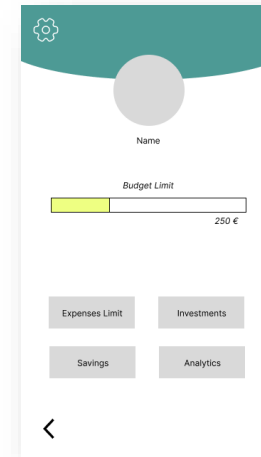 Name
Budget Limit
250 €
Expenses Limit
Investments
Savings
Analytics